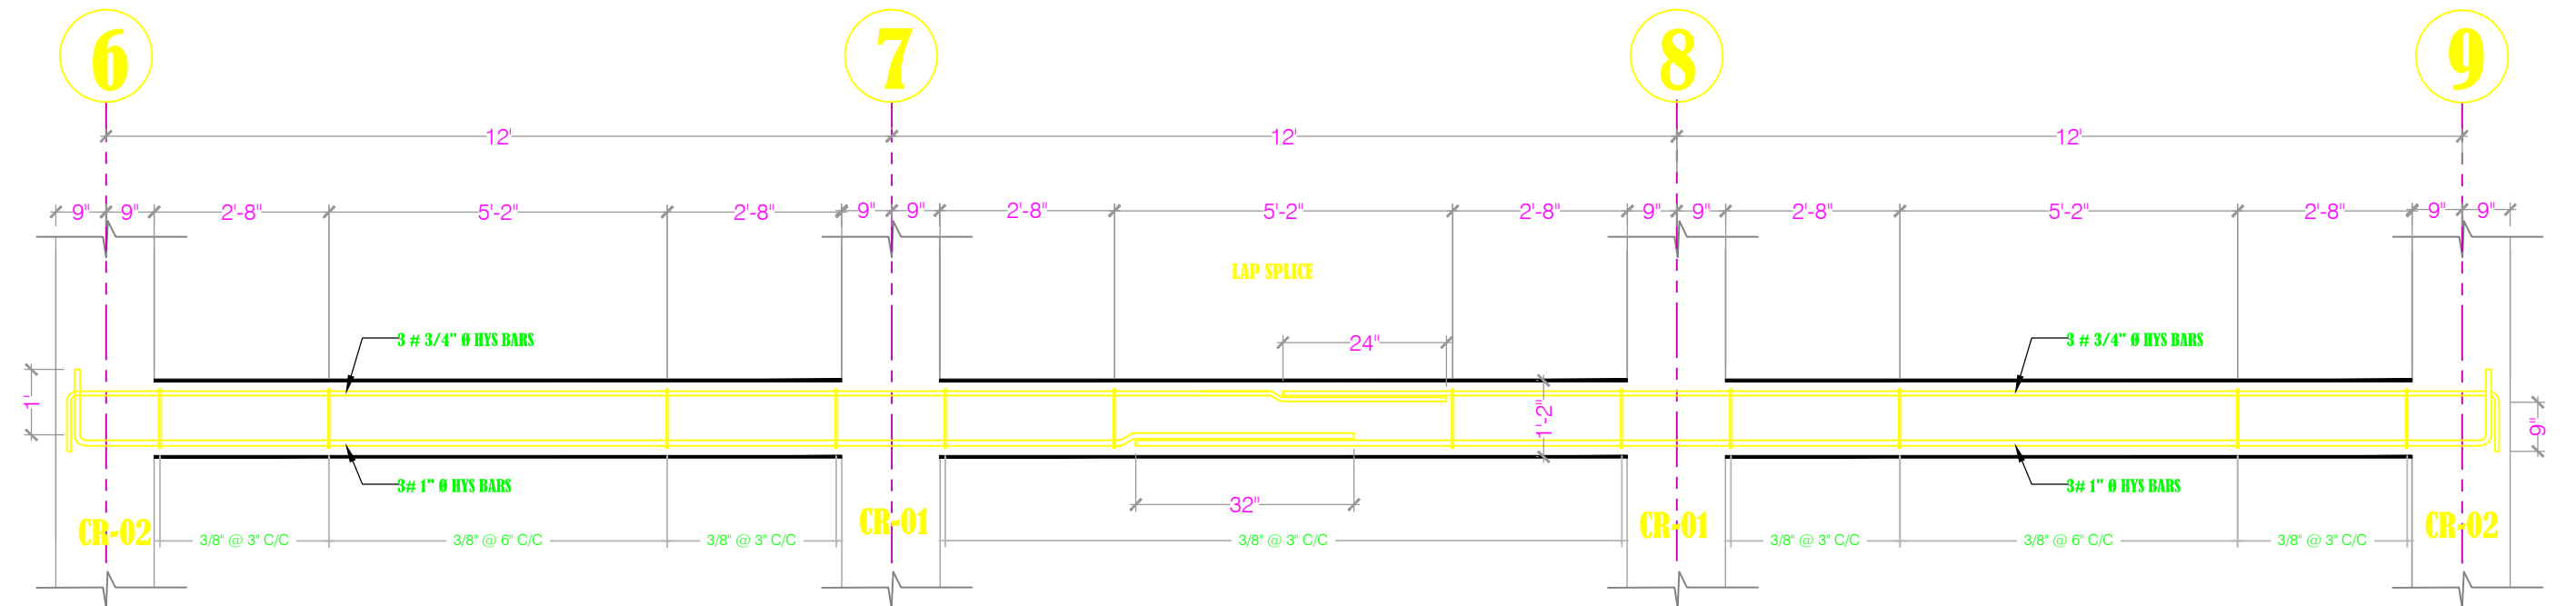 6 7 8 9
12' 12' 12'
9" 9" 2'-8" 5'-2" 2'-8" 9" 9" 2'-8" 5'-2" 2'-8" 9" 9" 2'-8" 5'-2" 2'-8" 9" 9"
LAP SPLICE
3 # 3/4" Ø HYS BARS 24" 3 # 3/4" Ø HYS BARS
1' 1'-2" 9"
3# 1" Ø HYS BARS 32" 3# 1" Ø HYS BARS
CR-02 CR-01 CR-01 CR-02
3/8" @ 3" C/C 3/8" @ 6" C/C 3/8" @ 3" C/C 3/8" @ 3" C/C 3/8" @ 3" C/C 3/8" @ 6" C/C 3/8" @ 3" C/C